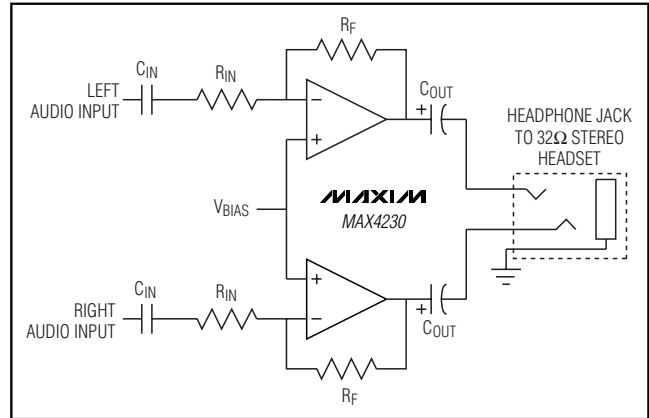 RF
CIN
RIN
LEFT
AUDIO INPUT
−
+
+
COUT
HEADPHONE JACK
TO 32Ω STEREO
HEADSET
VBIAS
MAXIM
MAX4230
+
−
CIN
RIN
RIGHT
AUDIO INPUT
+
COUT
RF